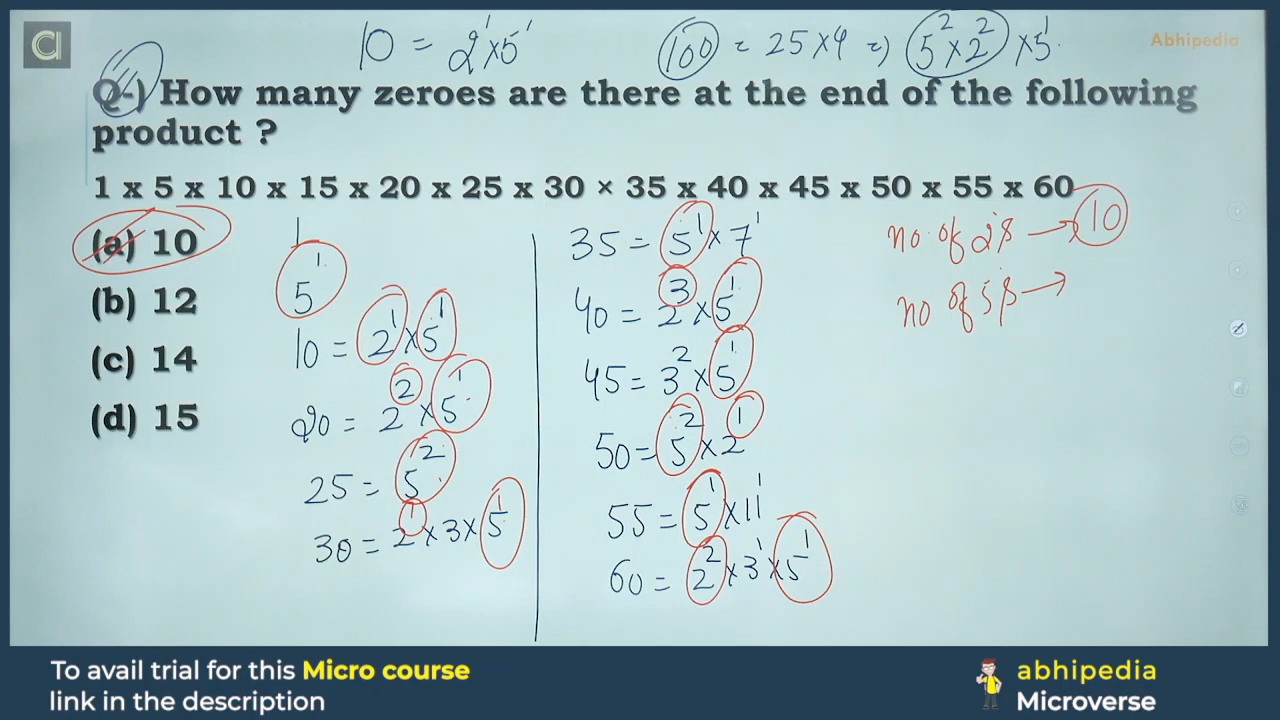 10 = 2¹×5¹
100 = 25×4 ⇒ 5²×2² ×5¹
Abhipedia
Q-) How many zeroes are there at the end of the following
product ?
1 x 5 x 10 x 15 x 20 x 25 x 30 × 35 x 40 x 45 x 50 x 55 x 60
(a) 10
(b) 12
(c) 14
(d) 15
1
5¹
10 = 2¹×5¹
20 = 2²×5¹
25 = 5²
30 = 2¹×3×5¹
35 = 5¹×7¹
40 = 2³×5¹
45 = 3²×5¹
50 = 5²×2¹
55 = 5¹×11¹
60 = 2²×3¹×5¹
no of 2s → 10
no of 5s →
To avail trial for this Micro course
link in the description
abhipedia
Microverse